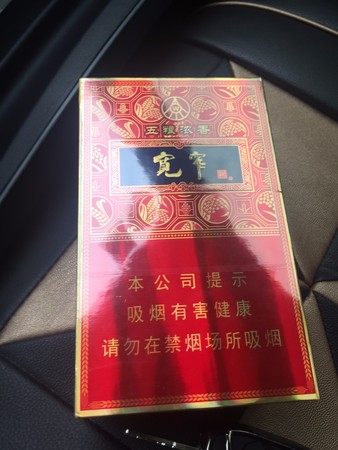 五粮浓香
宽窄
本公司提示
吸烟有害健康
请勿在禁烟场所吸烟